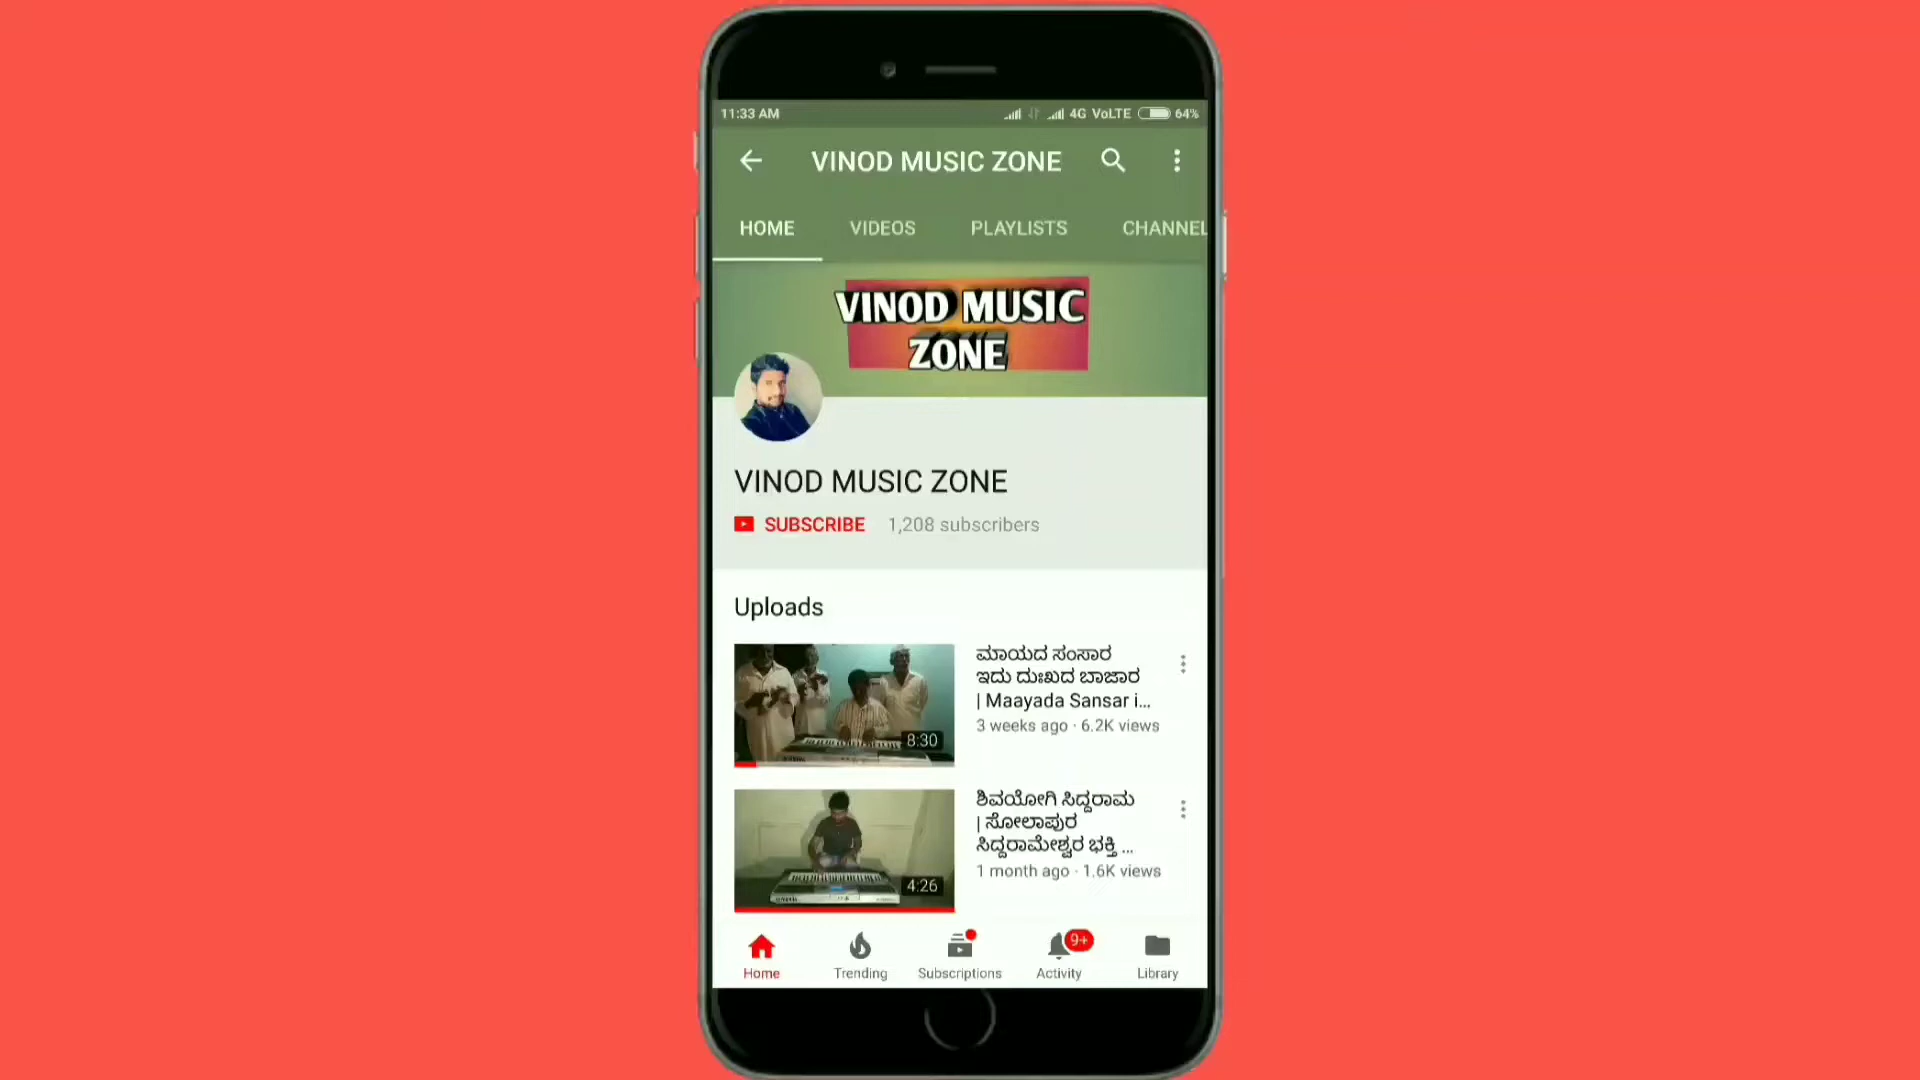 11:33 AM 4G VoLTE 64%
VINOD MUSIC ZONE
HOME VIDEOS PLAYLISTS CHANNEL
VINOD MUSIC
ZONE
VINOD MUSIC ZONE
SUBSCRIBE 1,208 subscribers
Uploads
ಮಾಯದ ಸಂಸಾರ
ಇದು ದುಃಖದ ಬಾಜಾರ
| Maayada Sansar i...
3 weeks ago · 6.2K views
8:30
ಶಿವಯೋಗಿ ಸಿದ್ದರಾಮ
| ಸೋಲಾಪುರ
ಸಿದ್ದರಾಮೇಶ್ವರ ಭಕ್ತಿ ...
1 month ago · 1.6K views
4:26
9+
Home Trending Subscriptions Activity Library